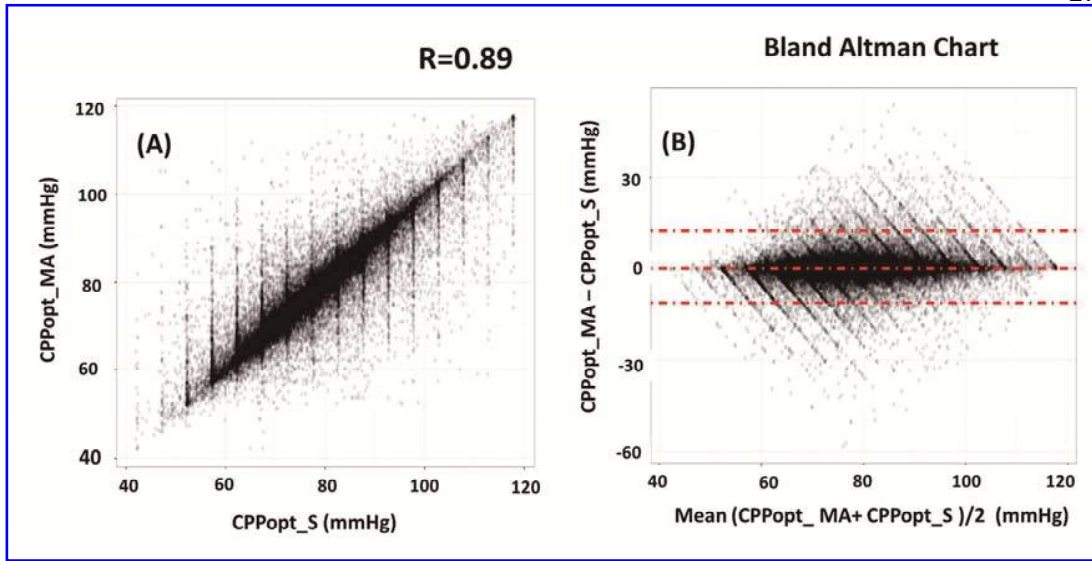 R=0.89
(A)
CPPopt_MA (mmHg)
120
100
80
60
40
40 60 80 100 120
CPPopt_S (mmHg)
Bland Altman Chart
(B)
CPPopt_MA – CPPopt_S (mmHg)
30
0
-30
-60
40 60 80 100 120
Mean (CPPopt_ MA+ CPPopt_S )/2 (mmHg)